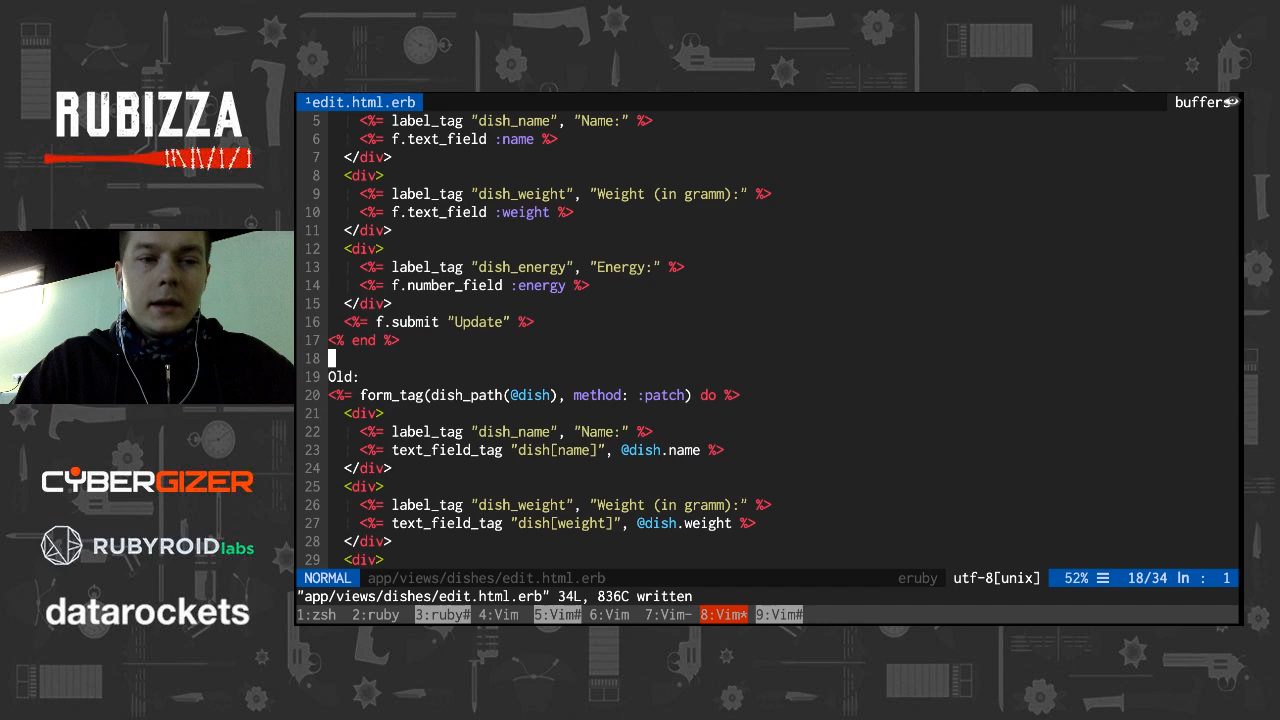 RUBIZZA
CYBERGIZER
RUBYROID labs
datarockets
¹edit.html.erb buffers
5 <%= label_tag "dish_name", "Name:" %>
6 <%= f.text_field :name %>
7 </div>
8 <div>
9 <%= label_tag "dish_weight", "Weight (in gramm):" %>
10 <%= f.text_field :weight %>
11 </div>
12 <div>
13 <%= label_tag "dish_energy", "Energy:" %>
14 <%= f.number_field :energy %>
15 </div>
16 <%= f.submit "Update" %>
17 <% end %>
18
19 Old:
20 <%= form_tag(dish_path(@dish), method: :patch) do %>
21 <div>
22 <%= label_tag "dish_name", "Name:" %>
23 <%= text_field_tag "dish[name]", @dish.name %>
24 </div>
25 <div>
26 <%= label_tag "dish_weight", "Weight (in gramm):" %>
27 <%= text_field_tag "dish[weight]", @dish.weight %>
28 </div>
29 <div>
NORMAL app/views/dishes/edit.html.erb eruby utf-8[unix] 52% ☰ 18/34 ln : 1
"app/views/dishes/edit.html.erb" 34L, 836C written
1:zsh 2:ruby 3:ruby# 4:Vim 5:Vim# 6:Vim 7:Vim- 8:Vim* 9:Vim#